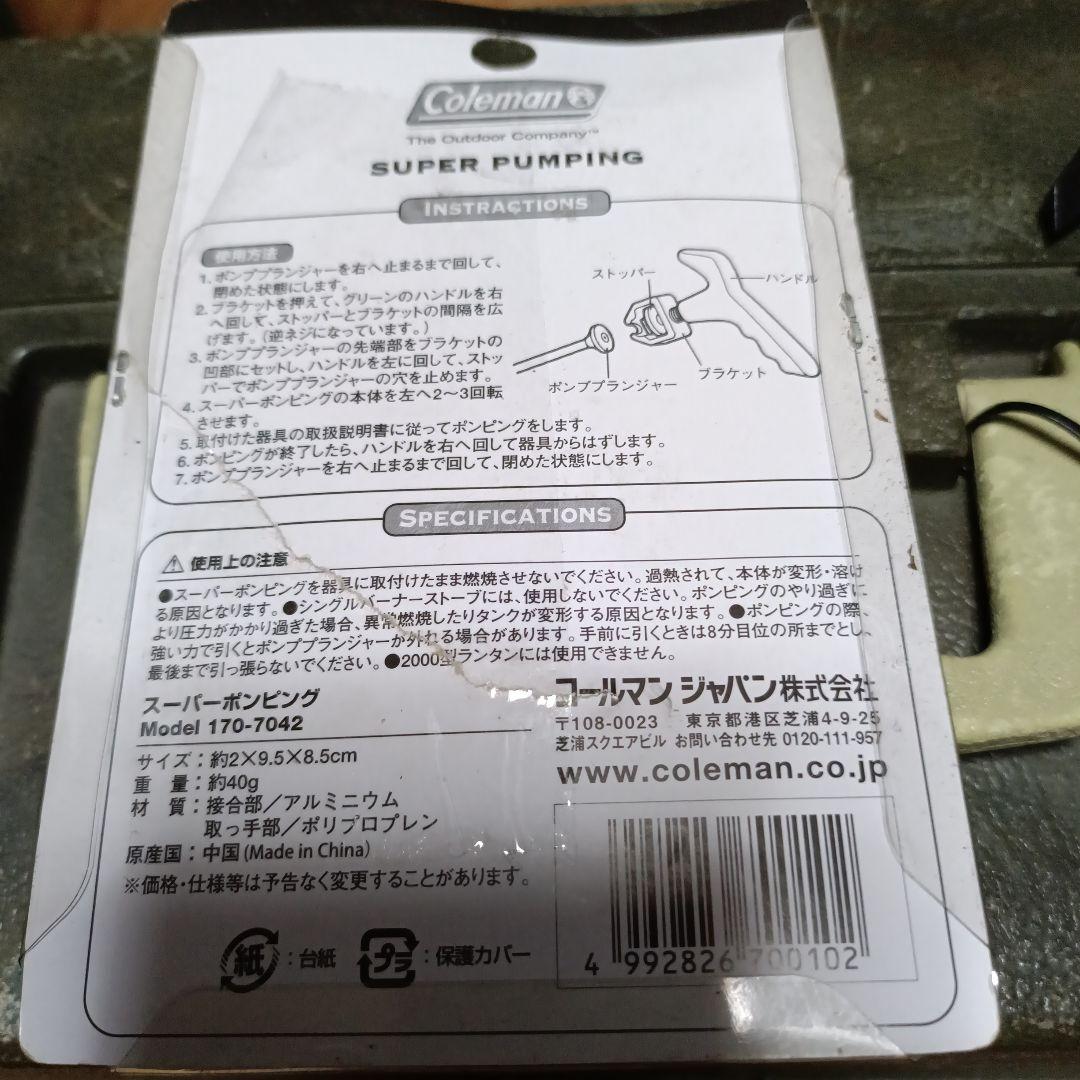 Coleman
The Outdoor Company™
SUPER PUMPING
INSTRACTIONS
使用方法
1. ポンププランジャーを右へ止まるまで回して、
閉めた状態にします。
2. ブラケットを押えて、グリーンのハンドルを右
へ回して、ストッパーとブラケットの間隔を広
げます。(逆ネジになっています。)
3. ポンププランジャーの先端部をブラケットの
凹部にセットし、ハンドルを左に回して、ストッ
パーでポンププランジャーの穴を止めます。
4. スーパーポンピングの本体を左へ2〜3回転
させます。
5. 取付けた器具の取扱説明書に従ってポンピングをします。
6. ポンピングが終了したら、ハンドルを右へ回して器具からはずします。
7. ポンププランジャーを右へ止まるまで回して、閉めた状態にします。
ストッパー
ハンドル
ポンププランジャー
ブラケット
SPECIFICATIONS
使用上の注意
●スーパーポンピングを器具に取付けたまま燃焼させないでください。過熱されて、本体が変形・溶け
る原因となります。●シングルバーナーストーブには、使用しないでください。ポンピングのやり過ぎに
より圧力がかかり過ぎた場合、異常燃焼したりタンクが変形する原因となります。●ポンピングの際、
強い力で引くとポンププランジャーが外れる場合があります。手前に引くときは8分目位の所までとし、
最後まで引っ張らないでください。●2000型ランタンには使用できません。
スーパーポンピング
Model 170-7042
サイズ：約2×9.5×8.5cm
重 量：約40g
材 質：接合部／アルミニウム
取っ手部／ポリプロプレン
原産国：中国(Made in China)
※価格・仕様等は予告なく変更することがあります。
コールマン ジャパン株式会社
〒108-0023 東京都港区芝浦4-9-25
芝浦スクエアビル お問い合わせ先 0120-111-957
www.coleman.co.jp
紙：台紙
プラ：保護カバー
4 992826 700102